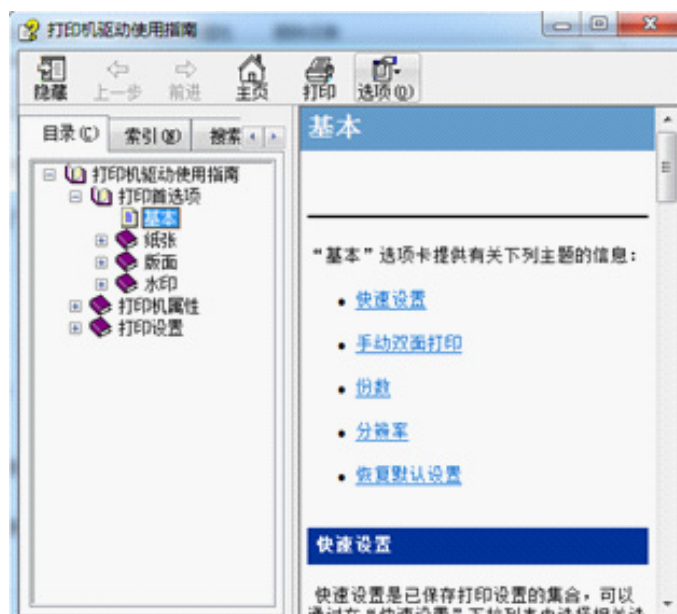 打印机驱动使用指南
隐藏 上一步 前进 主页 打印 选项(O)
目录(C) 索引(N) 搜索
打印机驱动使用指南
打印首选项
基本
纸张
版面
水印
打印机属性
打印设置
基本
“基本”选项卡提供有关下列主题的信息：
快速设置
手动双面打印
份数
分辨率
恢复默认设置
快速设置
快速设置是已保存打印设置的集合，可以